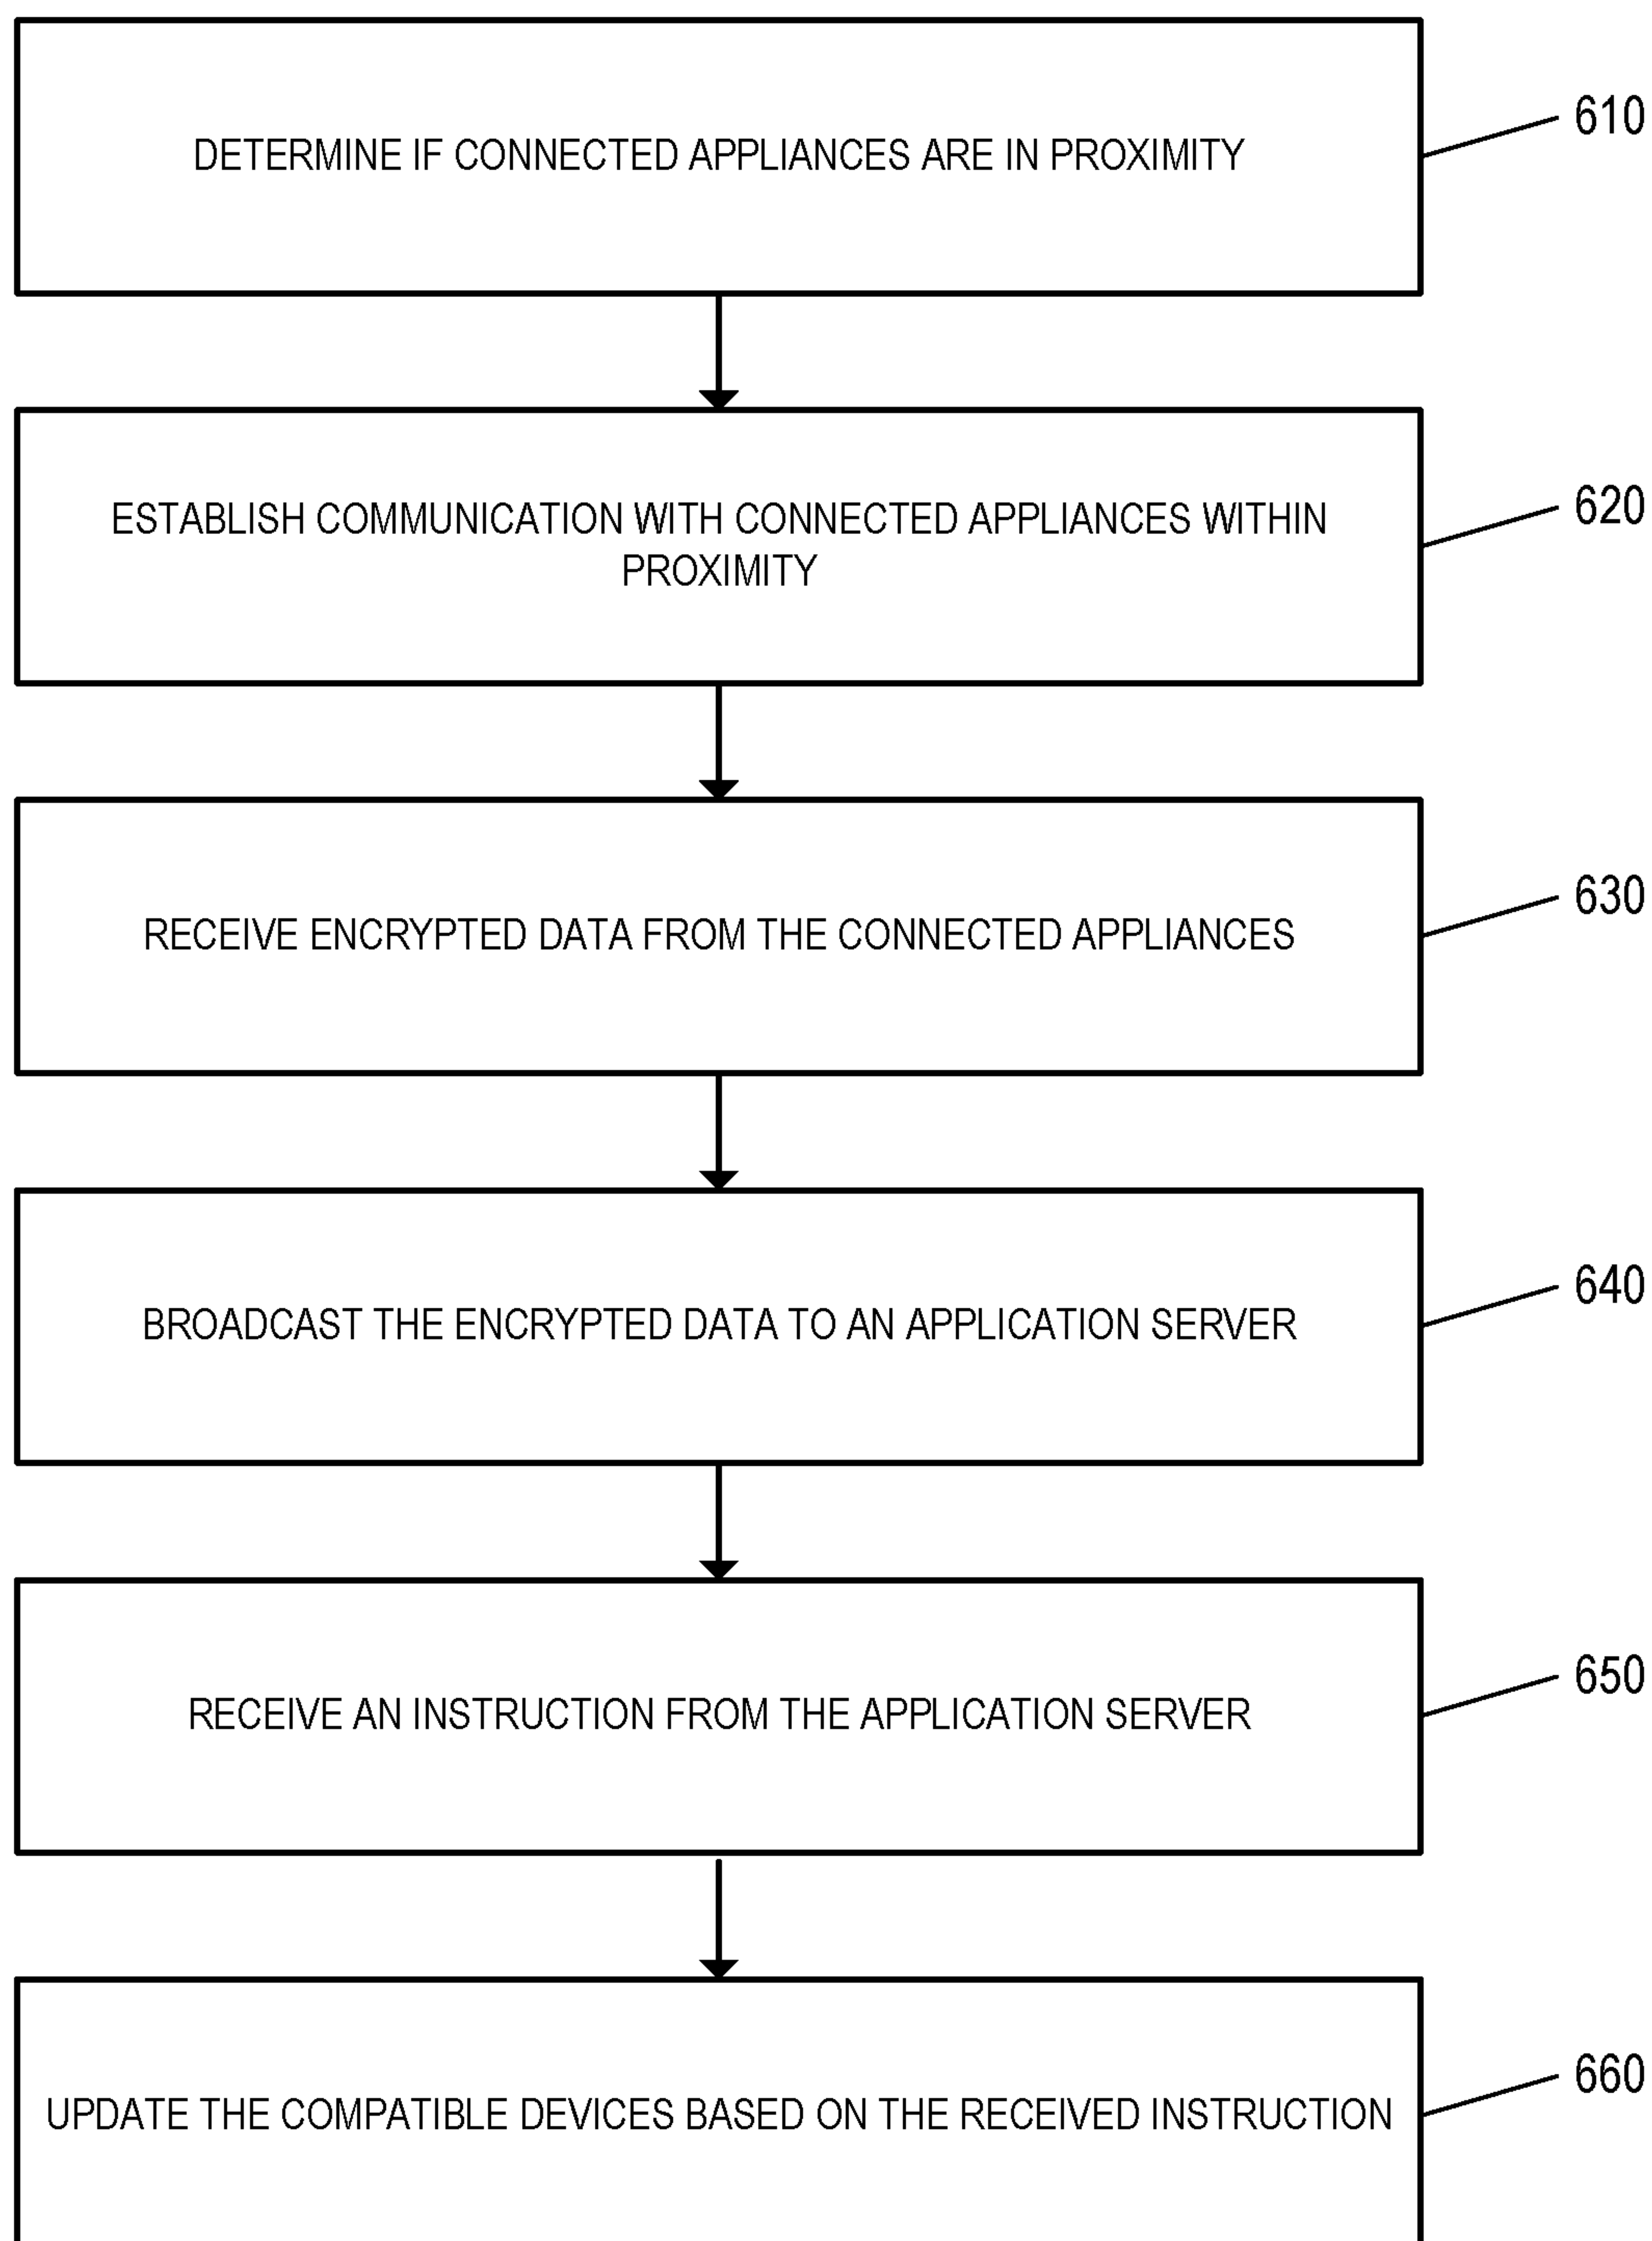 DETERMINE IF CONNECTED APPLIANCES ARE IN PROXIMITY
610
ESTABLISH COMMUNICATION WITH CONNECTED APPLIANCES WITHIN
PROXIMITY
620
RECEIVE ENCRYPTED DATA FROM THE CONNECTED APPLIANCES
630
BROADCAST THE ENCRYPTED DATA TO AN APPLICATION SERVER
640
RECEIVE AN INSTRUCTION FROM THE APPLICATION SERVER
650
UPDATE THE COMPATIBLE DEVICES BASED ON THE RECEIVED INSTRUCTION
660